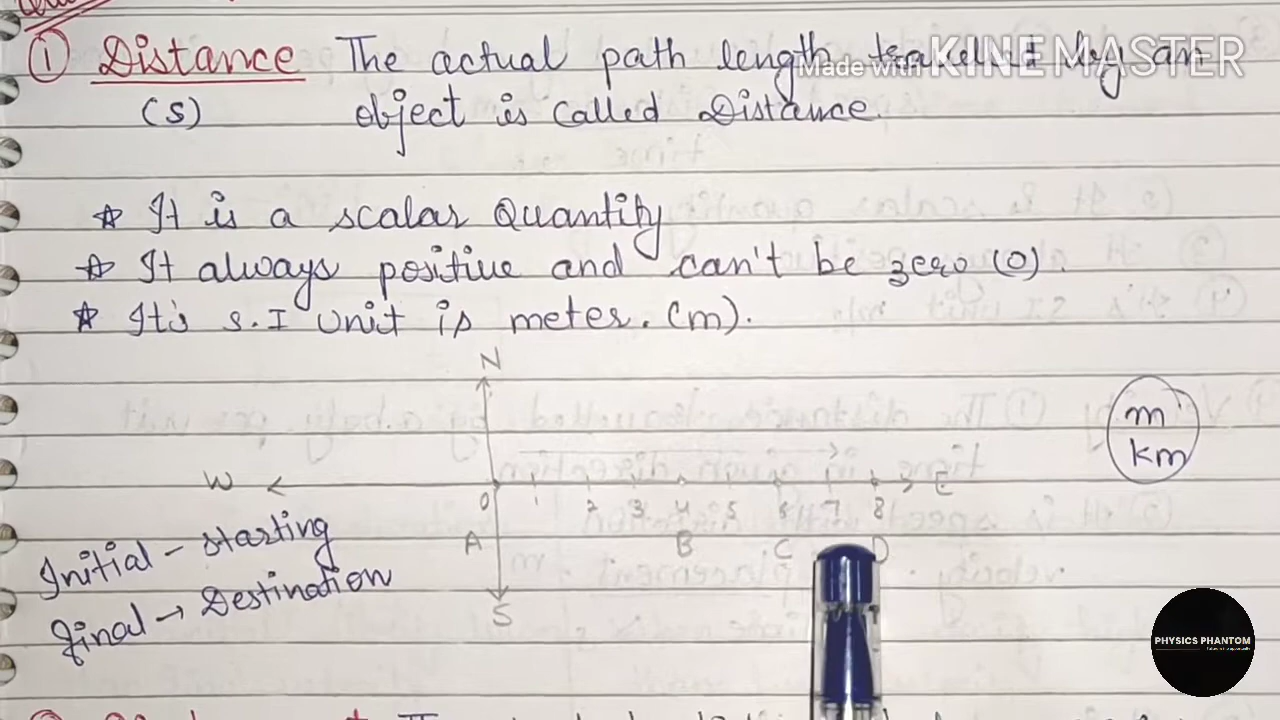 ① Distance The actual path length travelled by an
Made with KINEMASTER
(S) object is called Distance.
☆ It is a scalar Quantity
☆ It always positive and can't be zero (0).
☆ It's S.I Unit is meter. (m).
N
m
km
W E
0 1 2 3 4 5 6 7 8
A B C D
Initial - starting
final → Destination
S
PHYSICS PHANTOM